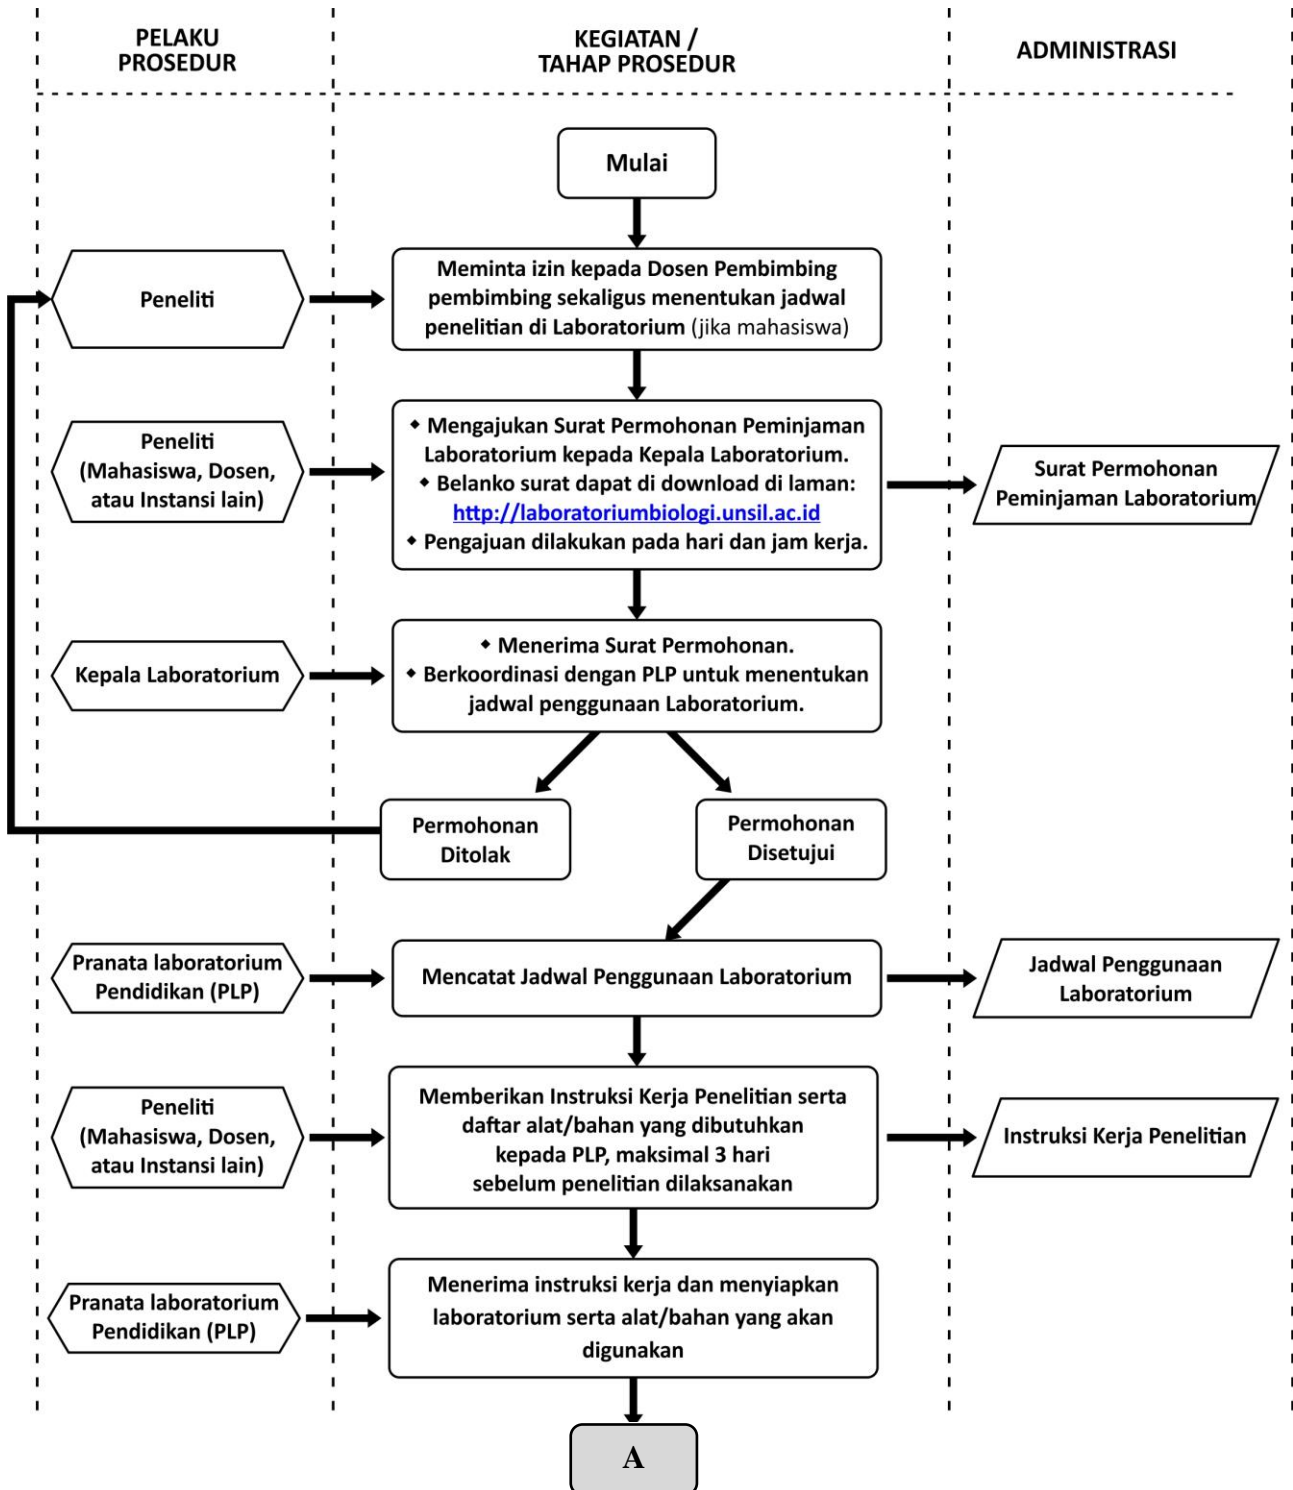 PELAKU
PROSEDUR
KEGIATAN /
TAHAP PROSEDUR
ADMINISTRASI
Mulai
Peneliti
Meminta izin kepada Dosen Pembimbing
pembimbing sekaligus menentukan jadwal
penelitian di Laboratorium (jika mahasiswa)
Peneliti
(Mahasiswa, Dosen,
atau Instansi lain)
◆ Mengajukan Surat Permohonan Peminjaman
Laboratorium kepada Kepala Laboratorium.
◆ Belanko surat dapat di download di laman:
http://laboratoriumbiologi.unsil.ac.id
◆ Pengajuan dilakukan pada hari dan jam kerja.
Surat Permohonan
Peminjaman Laboratorium
Kepala Laboratorium
◆ Menerima Surat Permohonan.
◆ Berkoordinasi dengan PLP untuk menentukan
jadwal penggunaan Laboratorium.
Permohonan
Ditolak
Permohonan
Disetujui
Pranata laboratorium
Pendidikan (PLP)
Mencatat Jadwal Penggunaan Laboratorium
Jadwal Penggunaan
Laboratorium
Peneliti
(Mahasiswa, Dosen,
atau Instansi lain)
Memberikan Instruksi Kerja Penelitian serta
daftar alat/bahan yang dibutuhkan
kepada PLP, maksimal 3 hari
sebelum penelitian dilaksanakan
Instruksi Kerja Penelitian
Pranata laboratorium
Pendidikan (PLP)
Menerima instruksi kerja dan menyiapkan
laboratorium serta alat/bahan yang akan
digunakan
A